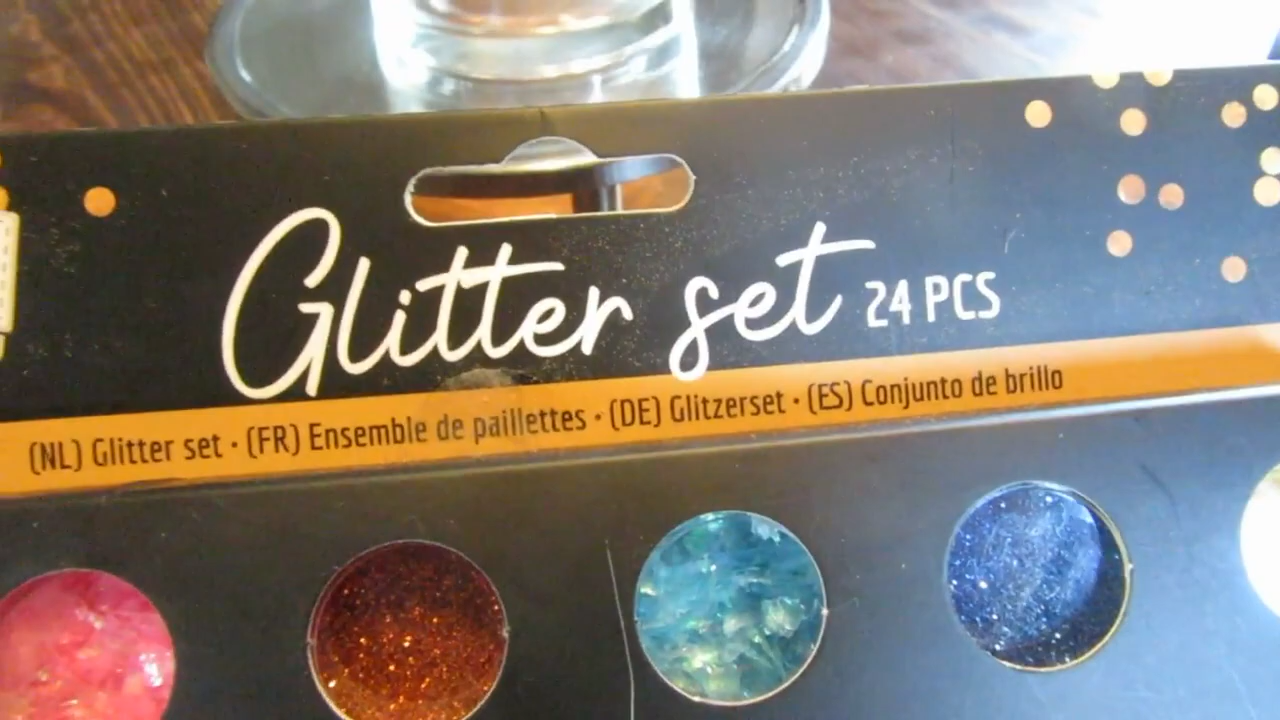 Glitter set 24 PCS
(NL) Glitter set • (FR) Ensemble de paillettes • (DE) Glitzerset • (ES) Conjunto de brillo